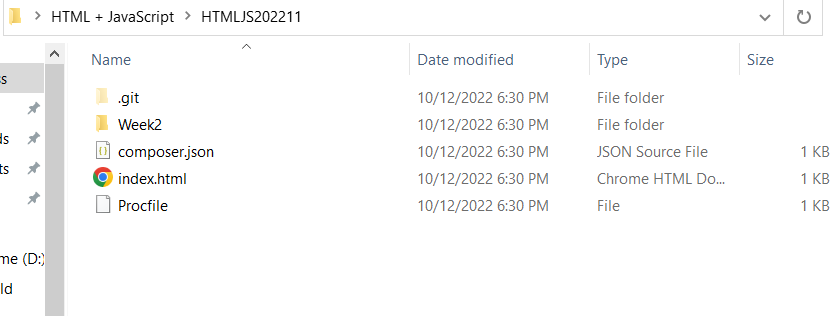 HTML + JavaScript > HTMLJS202211
Name Date modified Type Size
ss
.git 10/12/2022 6:30 PM File folder
Week2 10/12/2022 6:30 PM File folder
ds
composer.json 10/12/2022 6:30 PM JSON Source File 1 KB
ts
index.html 10/12/2022 6:30 PM Chrome HTML Do... 1 KB
Procfile 10/12/2022 6:30 PM File 1 KB
me (D:)
ld